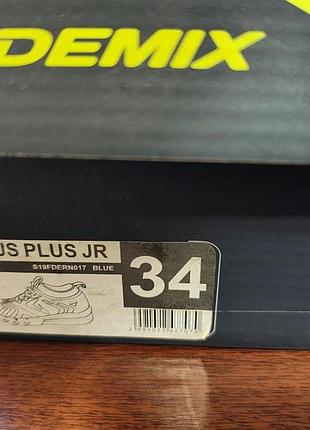 DEMIX
US PLUS JR
S19FDERN017 BLUE
34